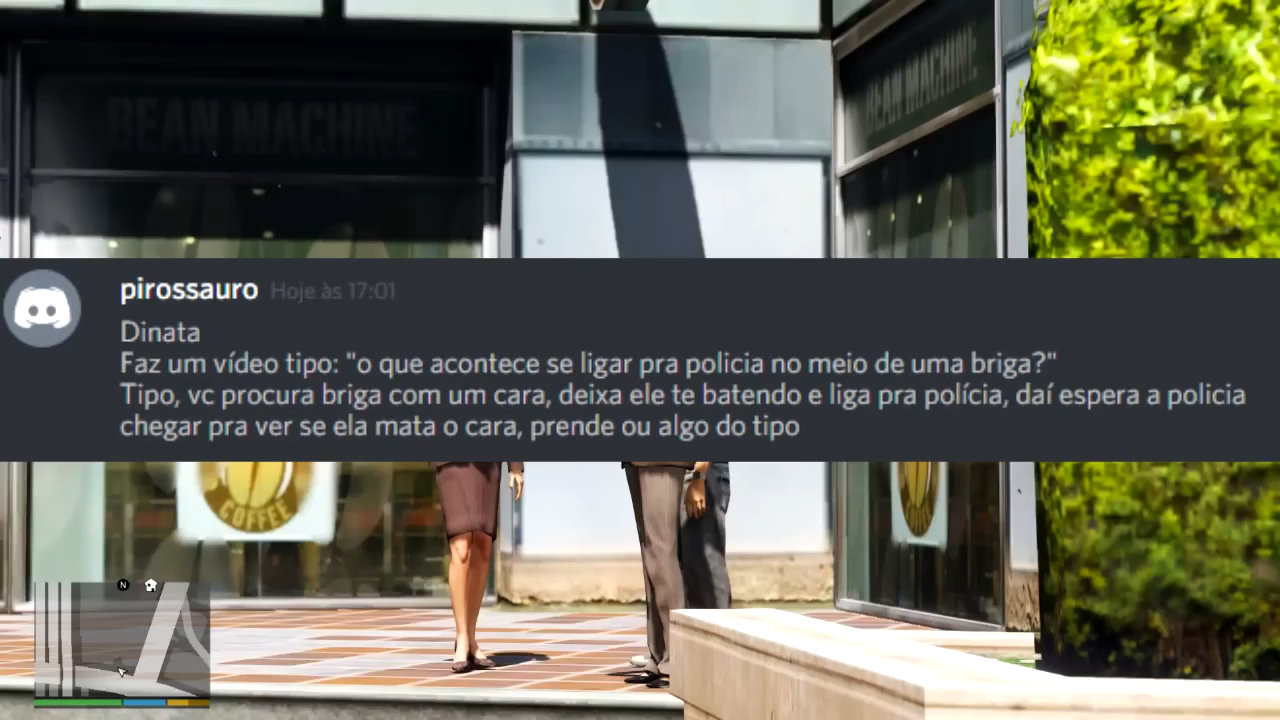 BEAN MACHINE
BEAN MACHINE
pirossauro Hoje às 17:01
Dinata
Faz um vídeo tipo: "o que acontece se ligar pra policia no meio de uma briga?"
Tipo, vc procura briga com um cara, deixa ele te batendo e liga pra polícia, daí espera a policia
chegar pra ver se ela mata o cara, prende ou algo do tipo
COFFEE
N